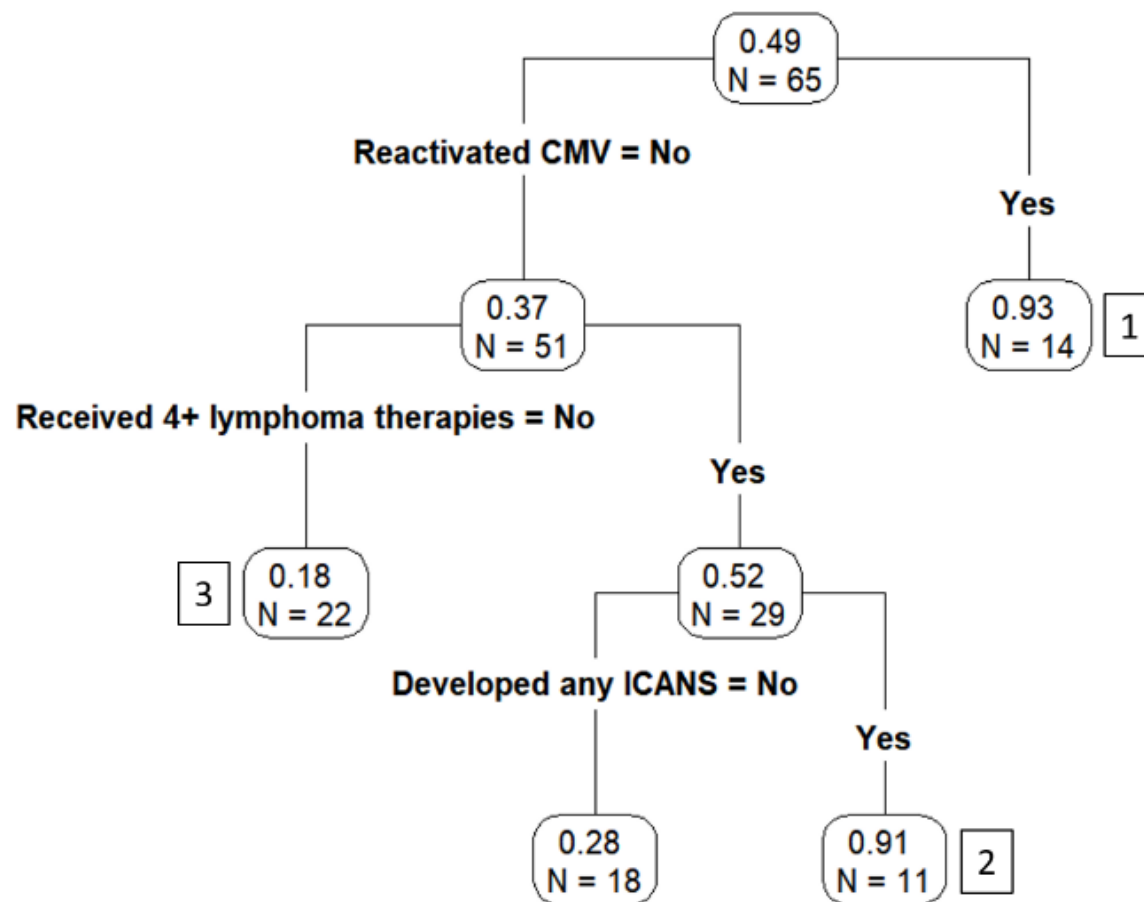 0.49
N = 65
Reactivated CMV = No
Yes
0.37
N = 51
0.93
N = 14
1
Received 4+ lymphoma therapies = No
Yes
3
0.18
N = 22
0.52
N = 29
Developed any ICANS = No
Yes
0.28
N = 18
0.91
N = 11
2